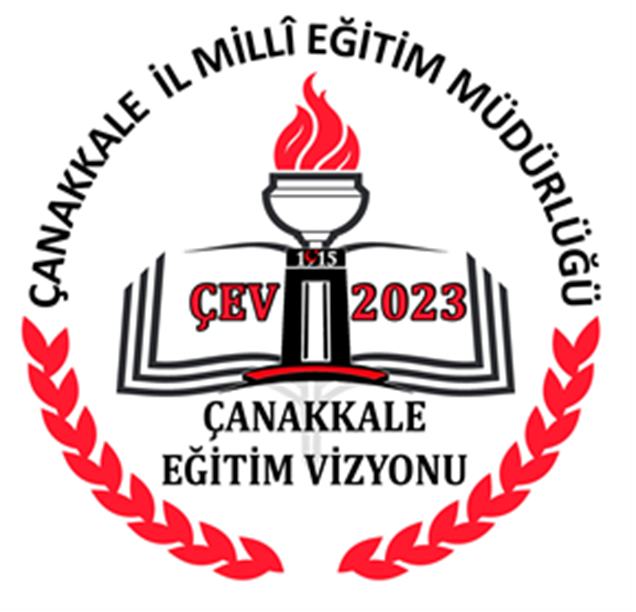 ÇANAKKALE İL MİLLÎ EĞİTİM MÜDÜRLÜĞÜ
1915
ÇEV 2023
ÇANAKKALE
EĞİTİM VİZYONU